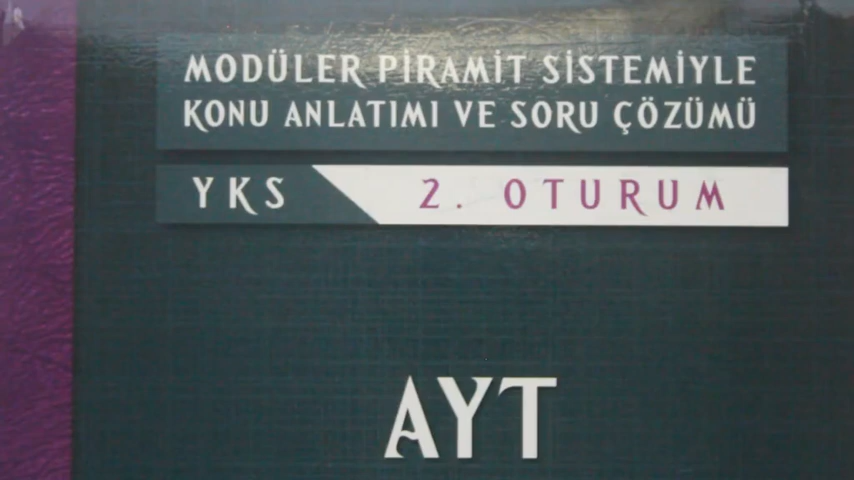 MODÜLER PİRAMİT SİSTEMİYLE
KONU ANLATIMI VE SORU ÇÖZÜMÜ
YKS 2. OTURUM
AYT